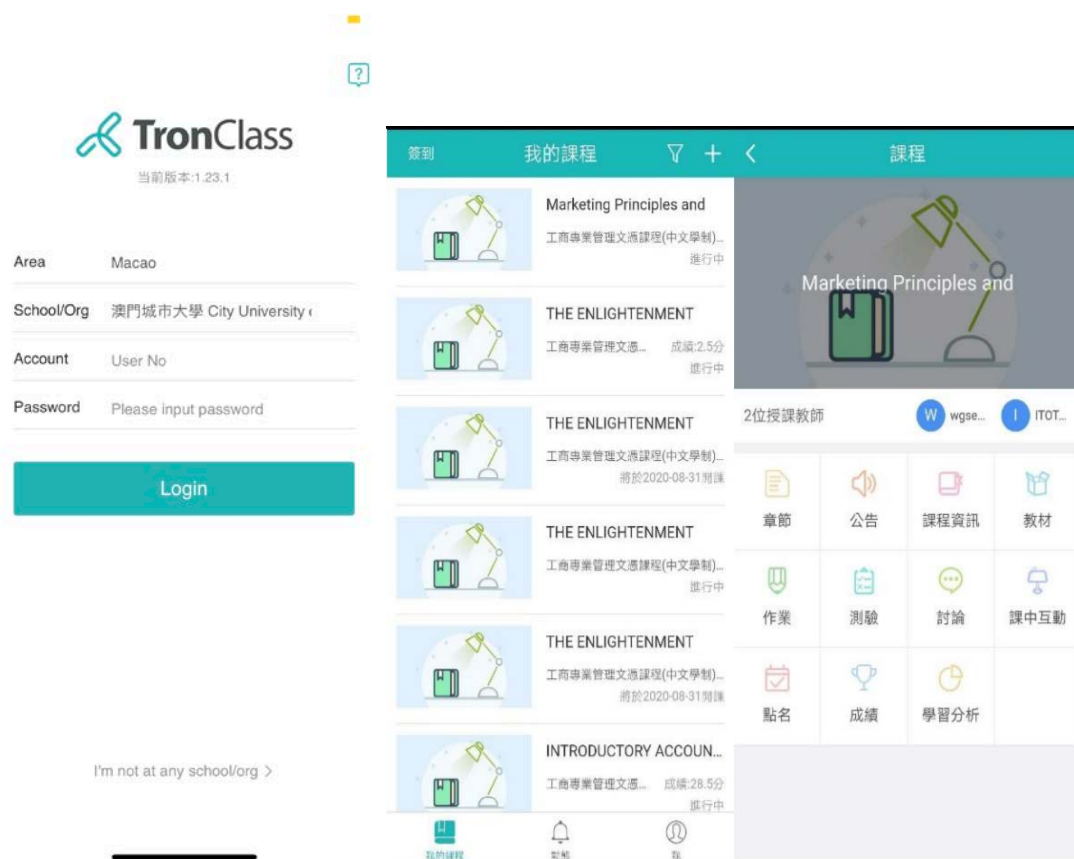 ?
TronClass
当前版本:1.23.1
Area Macao
School/Org 澳門城市大學 City University
Account User No
Password Please input password
Login
I'm not at any school/org >
簽到 我的課程
Marketing Principles and
工商專業管理文憑課程(中文學制)...
進行中
THE ENLIGHTENMENT
工商專業管理文憑... 成績:2.5分
進行中
THE ENLIGHTENMENT
工商專業管理文憑課程(中文學制)...
將於2020-08-31開課
THE ENLIGHTENMENT
工商專業管理文憑課程(中文學制)...
進行中
THE ENLIGHTENMENT
工商專業管理文憑課程(中文學制)...
將於2020-08-31開課
INTRODUCTORY ACCOUN...
工商專業管理文憑... 成績:28.5分
進行中
我的課程 動態 我
課程
Marketing Principles and
2位授課教師 W wgse... I ITOT...
章節 公告 課程資訊 教材
作業 測驗 討論 課中互動
點名 成績 學習分析